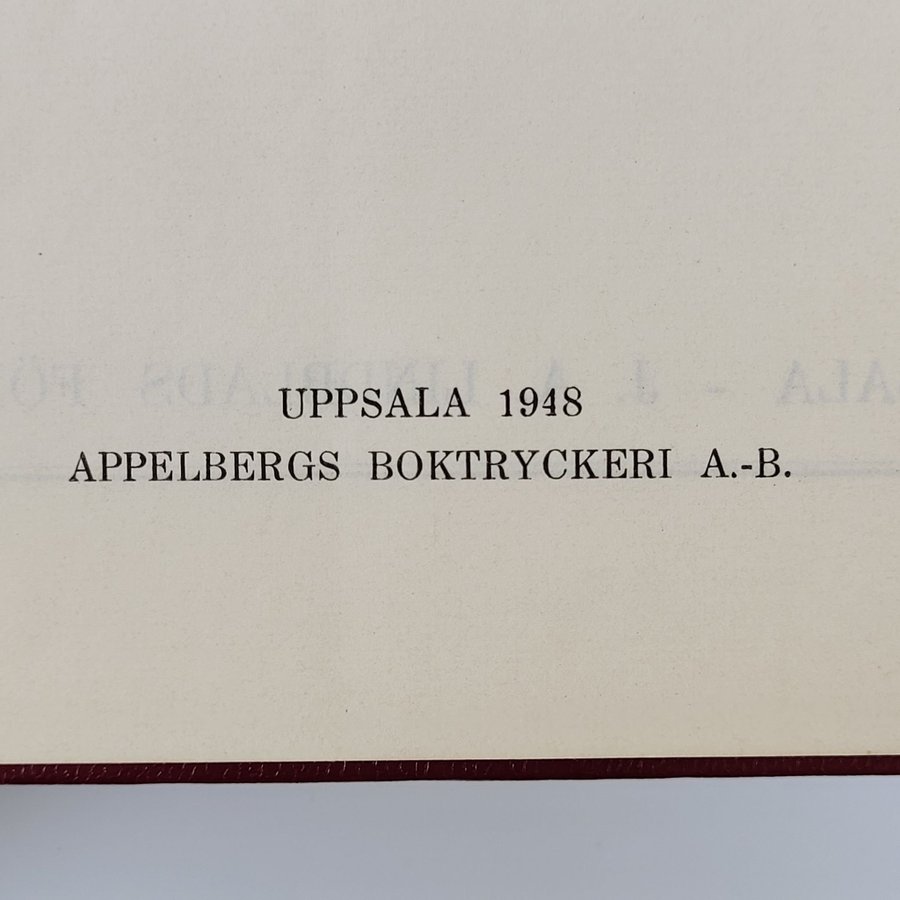 UPPSALA 1948
APPELBERGS BOKTRYCKERI A.-B.